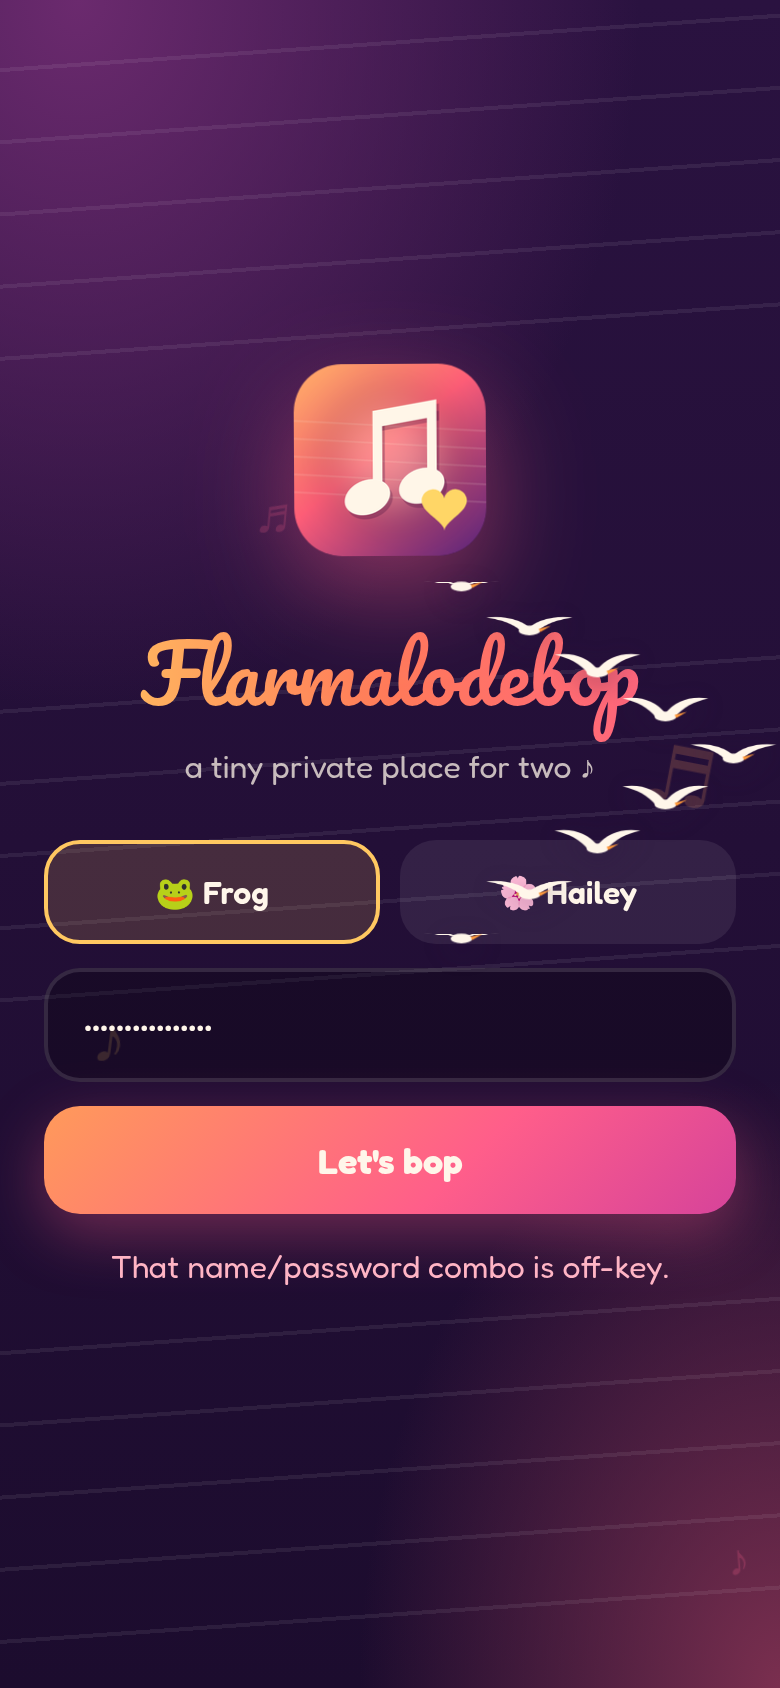 Flarmalodebop
a tiny private place for two ♪
🐸 Frog
🌸 Hailey
••••••••••••••••
Let's bop
That name/password combo is off-key.